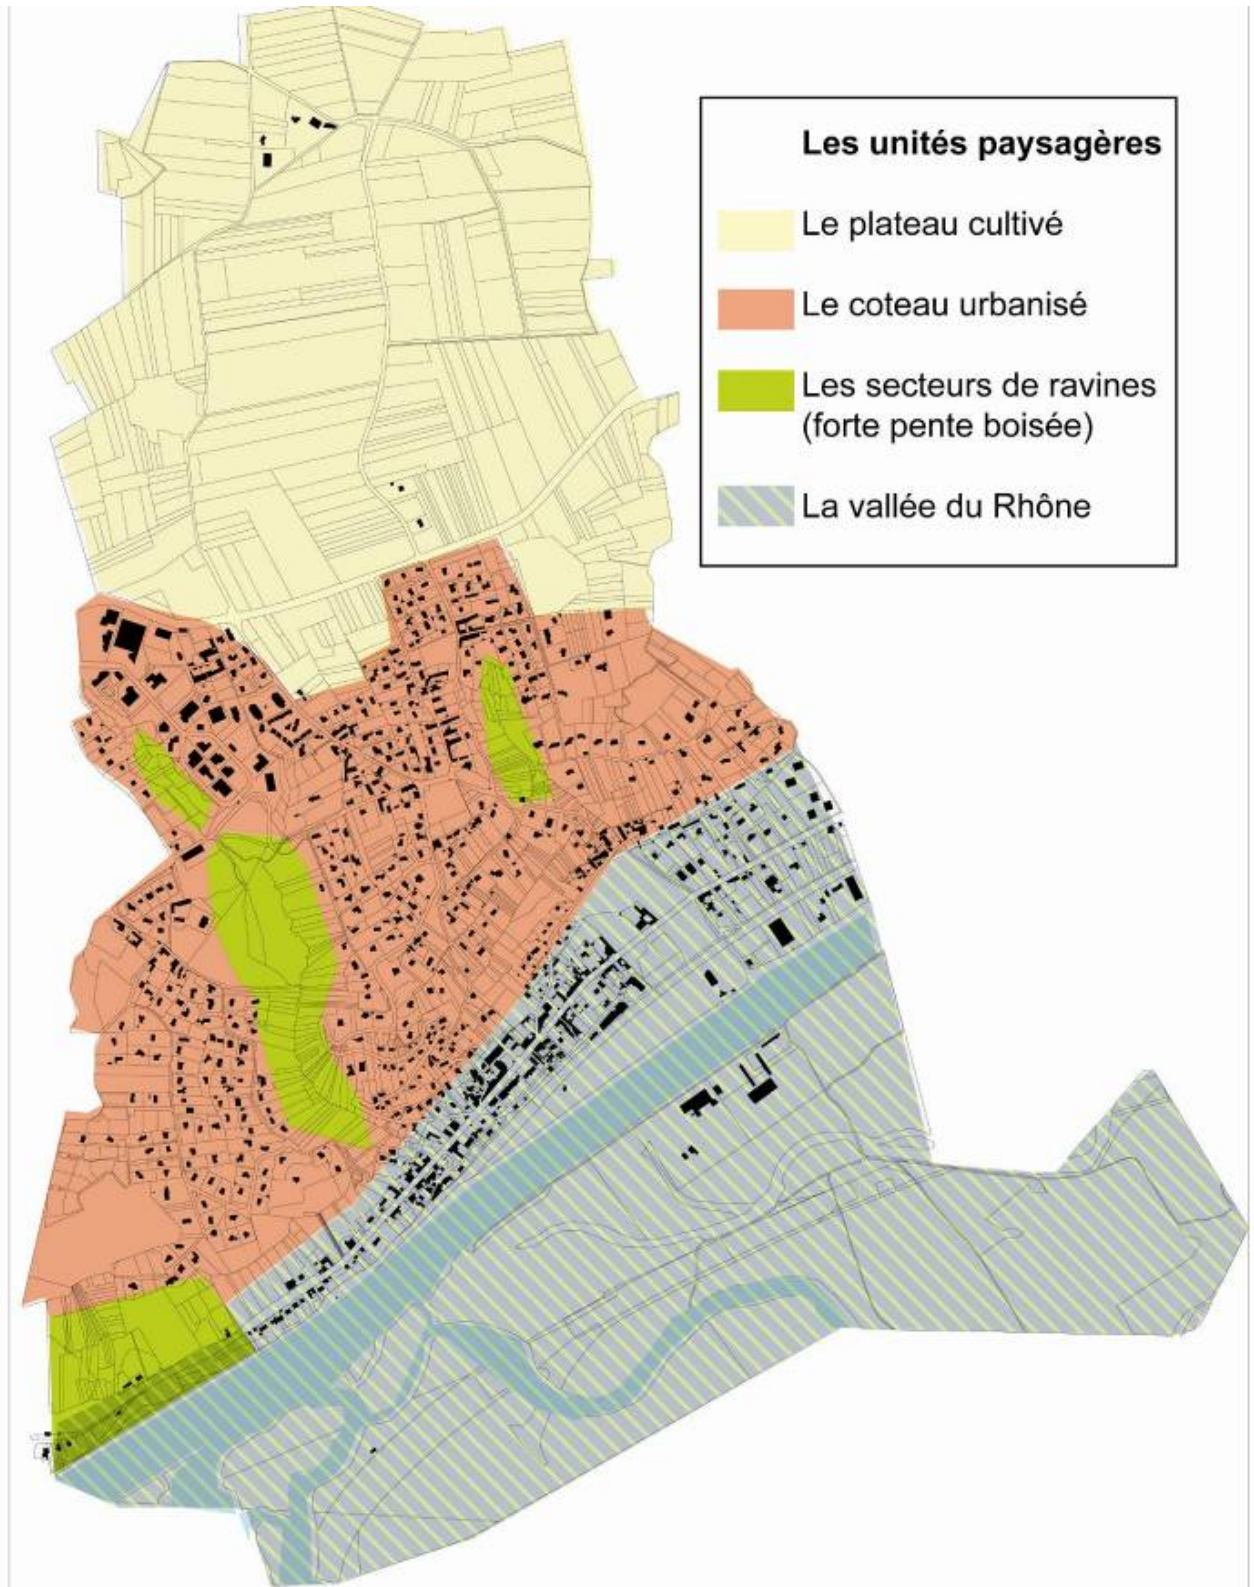 Les unités paysagères
Le plateau cultivé
Le coteau urbanisé
Les secteurs de ravines
(forte pente boisée)
La vallée du Rhône